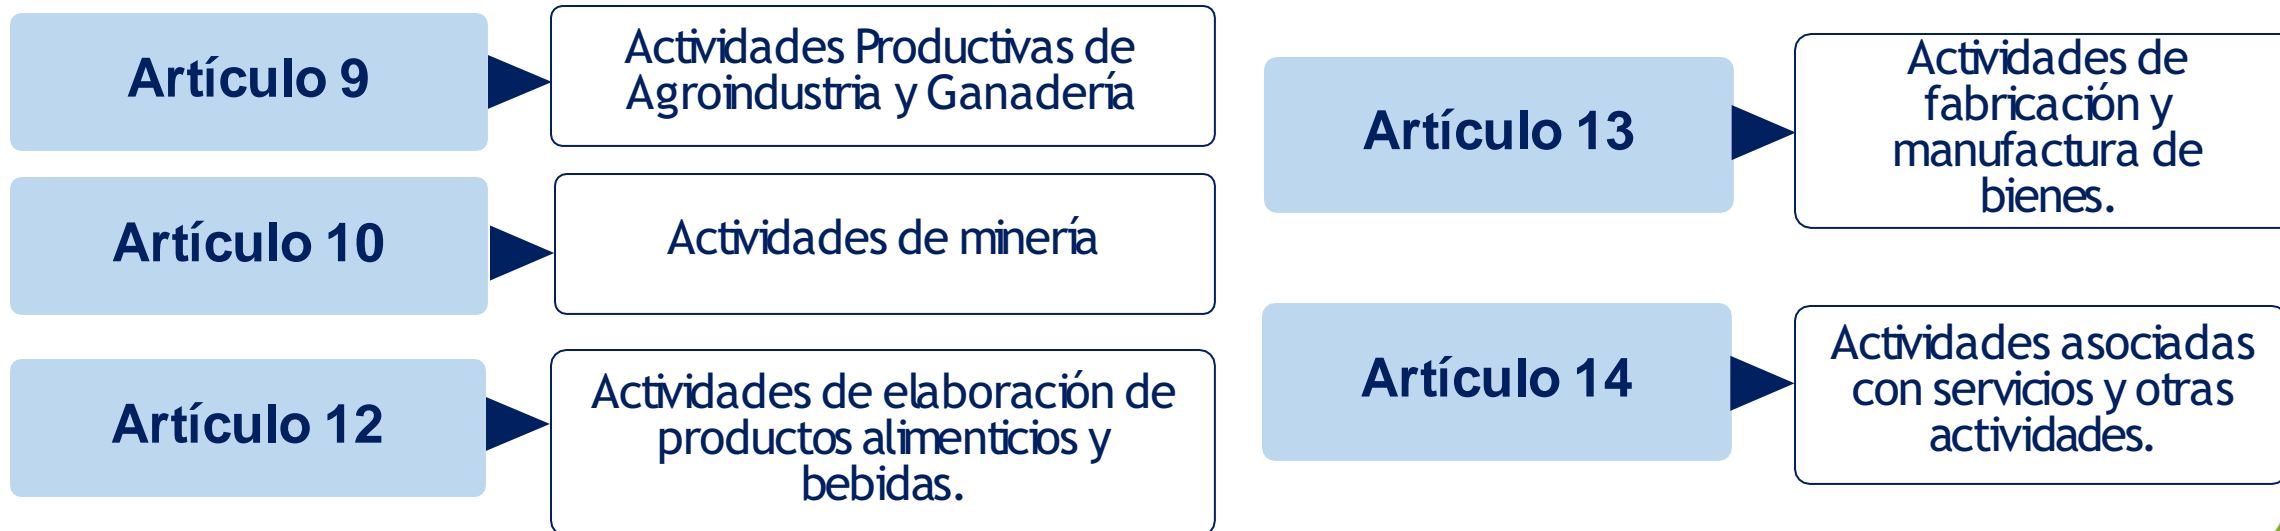 Artículo 9
Actividades Productivas de
Agroindustria y Ganadería
Artículo 10
Actividades de minería
Artículo 12
Actividades de elaboración de
productos alimenticios y
bebidas.
Artículo 13
Actividades de
fabricación y
manufactura de
bienes.
Artículo 14
Actividades asociadas
con servicios y otras
actividades.